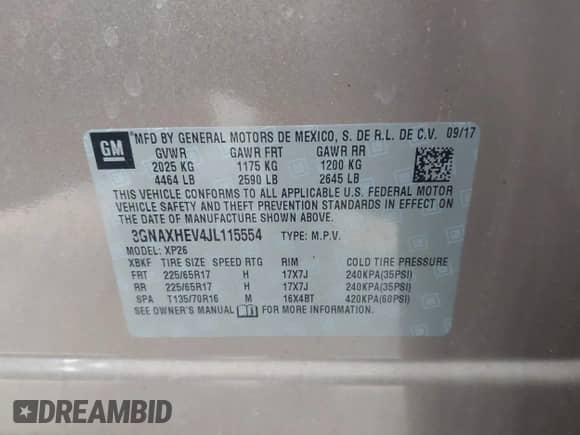 GM
MFD BY GENERAL MOTORS DE MEXICO, S. DE R.L. DE C.V. 09/17
GVWR GAWR FRT GAWR RR
2025 KG 1175 KG 1200 KG
4464 LB 2590 LB 2645 LB
THIS VEHICLE CONFORMS TO ALL APPLICABLE U.S. FEDERAL MOTOR
VEHICLE SAFETY AND THEFT PREVENTION STANDARDS IN EFFECT ON
THE DATE OF MANUFACTURE SHOWN ABOVE.
3GNAXHEV4JL115554 TYPE: M.P.V.
MODEL: XP26
XBKF TIRE SIZE SPEED RTG RIM COLD TIRE PRESSURE
FRT 225/65R17 H 17X7J 240KPA(35PSI)
RR 225/65R17 H 17X7J 240KPA(35PSI)
SPA T135/70R16 M 16X4BT 420KPA(60PSI)
SEE OWNER'S MANUAL FOR MORE INFORMATION.
DREAMBID